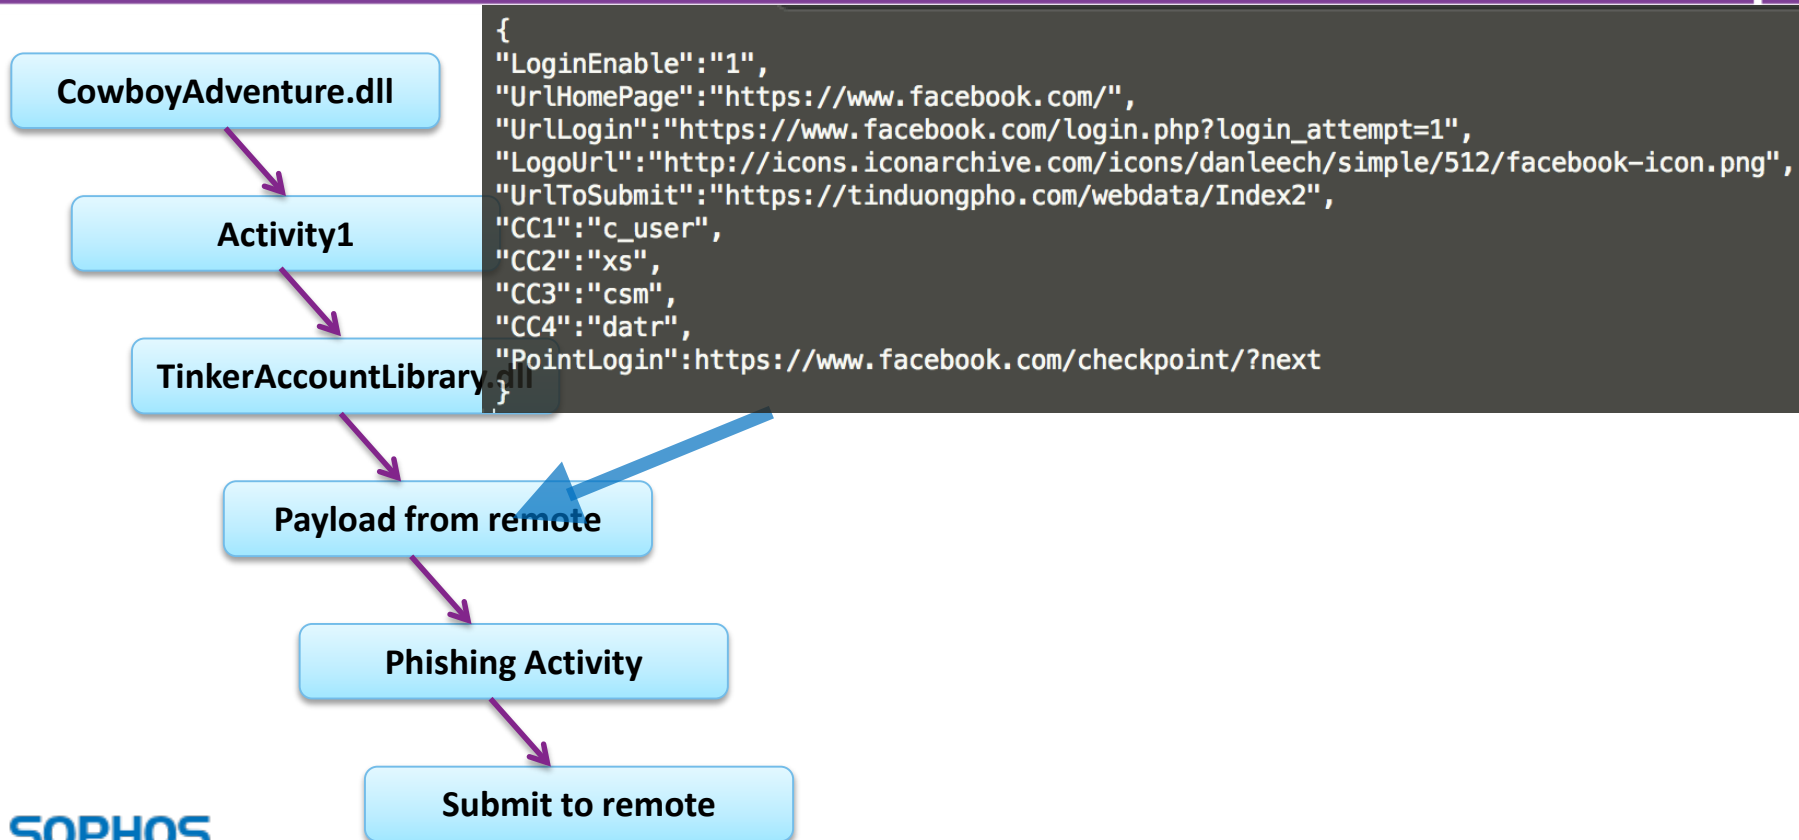 {
"LoginEnable":"1",
"UrlHomePage":"https://www.facebook.com/",
"UrlLogin":"https://www.facebook.com/login.php?login_attempt=1",
"LogoUrl":"http://icons.iconarchive.com/icons/danleech/simple/512/facebook-icon.png",
"UrlToSubmit":"https://tinduongpho.com/webdata/Index2",
"CC1":"c_user",
"CC2":"xs",
"CC3":"csm",
"CC4":"datr",
"PointLogin":https://www.facebook.com/checkpoint/?next
}
CowboyAdventure.dll
Activity1
TinkerAccountLibrary.dll
Payload from remote
Phishing Activity
Submit to remote
SOPHOS